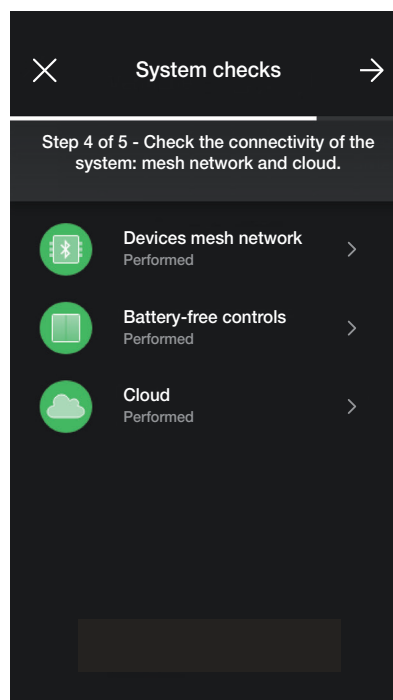 System checks
Step 4 of 5 - Check the connectivity of the
system: mesh network and cloud.
Devices mesh network
Performed
Battery-free controls
Performed
Cloud
Performed